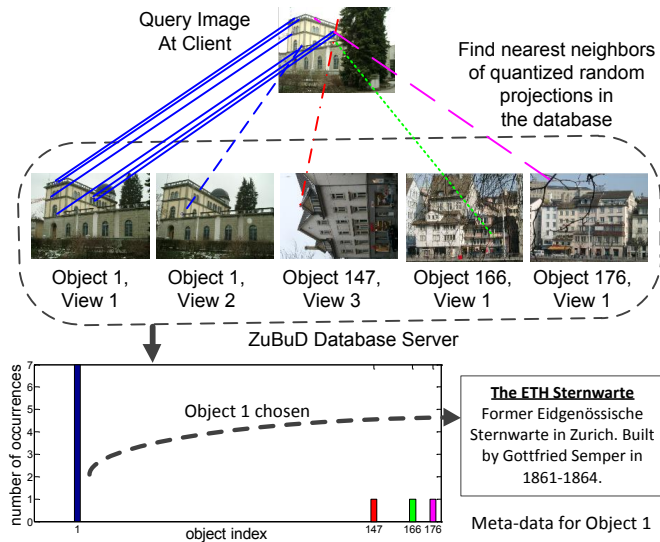 Query Image
At Client
Find nearest neighbors
of quantized random
projections in
the database
Object 1,
View 1
Object 1,
View 2
Object 147,
View 3
Object 166,
View 1
Object 176,
View 1
ZuBuD Database Server
7
6
5
4
3
2
1
0
number of occurrences
Object 1 chosen
1
147
166
176
object index
The ETH Sternwarte
Former Eidgenössische
Sternwarte in Zurich. Built
by Gottfried Semper in
1861-1864.
Meta-data for Object 1